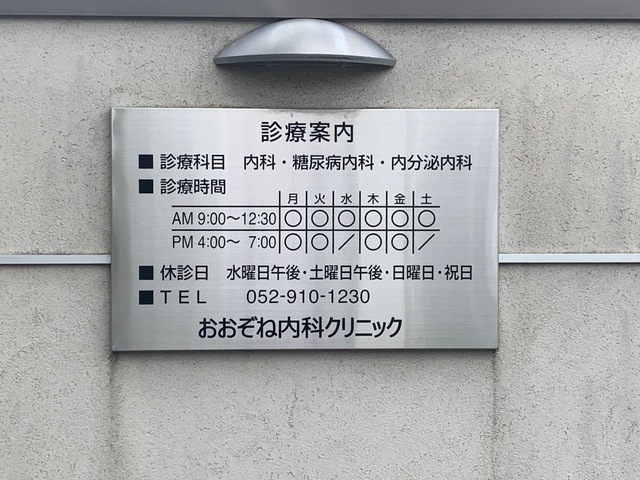 診療案内
■ 診療科目 内科・糖尿病内科・内分泌内科
■ 診療時間
月 火 水 木 金 土
AM 9:00〜12:30 ○ ○ ○ ○ ○ ○
PM 4:00〜 7:00 ○ ○ ／ ○ ○ ／
■ 休診日 水曜日午後・土曜日午後・日曜日・祝日
■ TEL 052-910-1230
おおぞね内科クリニック